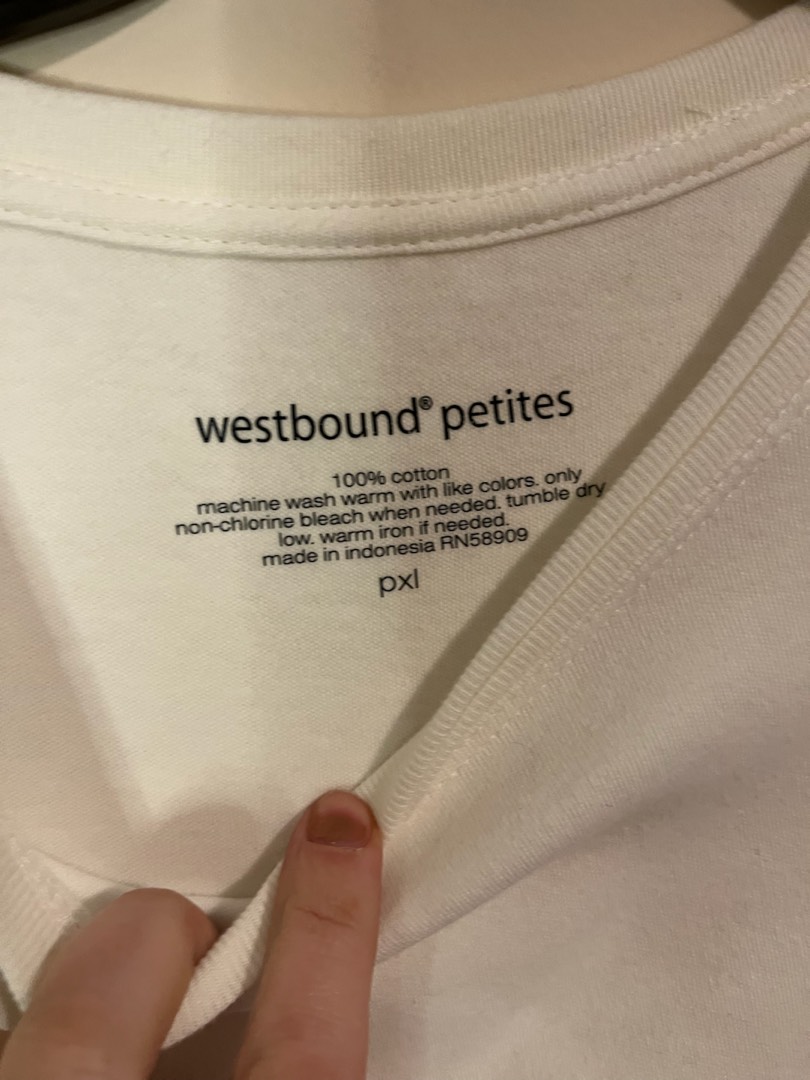 westbound® petites
100% cotton
machine wash warm with like colors. only
non-chlorine bleach when needed. tumble dry
low. warm iron if needed.
made in indonesia RN58909
pxl